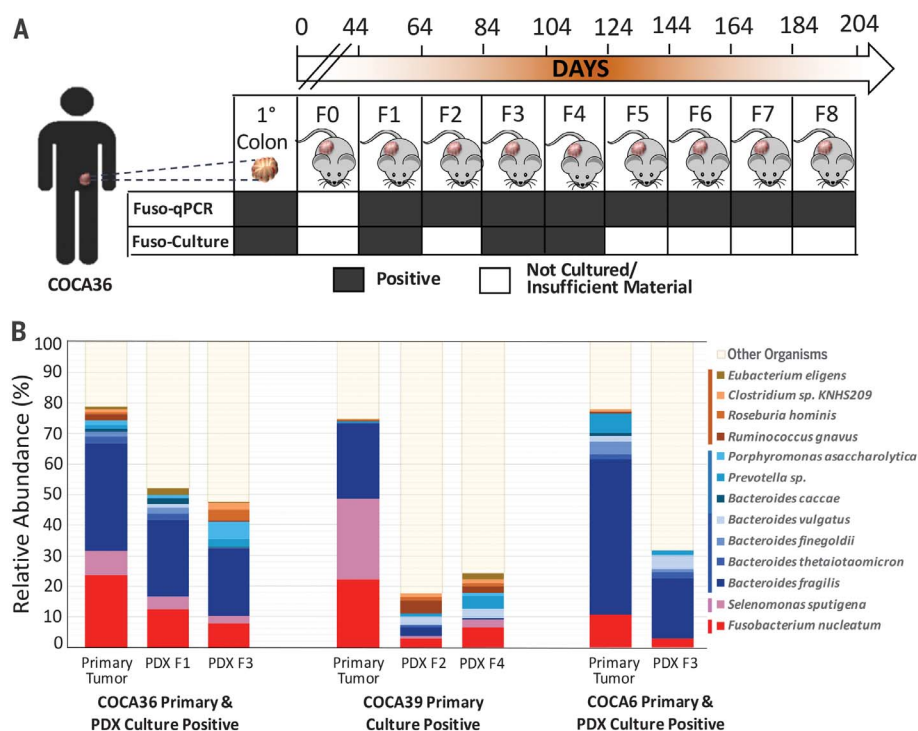 A
0 44 64 84 104 124 144 164 184 204
DAYS
1°
Colon
F0 F1 F2 F3 F4 F5 F6 F7 F8
Fuso-qPCR
Fuso-Culture
COCA36
Positive
Not Cultured/
Insufficient Material
B
Relative Abundance (%)
100
90
80
70
60
50
40
30
20
10
0
Other Organisms
Eubacterium eligens
Clostridium sp. KNHS209
Roseburia hominis
Ruminococcus gnavus
Porphyromonas asaccharolytica
Prevotella sp.
Bacteroides caccae
Bacteroides vulgatus
Bacteroides finegoldii
Bacteroides thetaiotaomicron
Bacteroides fragilis
Selenomonas sputigena
Fusobacterium nucleatum
Primary
Tumor
PDX F1
PDX F3
Primary
Tumor
PDX F2
PDX F4
Primary
Tumor
PDX F3
COCA36 Primary &
PDX Culture Positive
COCA39 Primary
Culture Positive
COCA6 Primary &
PDX Culture Positive